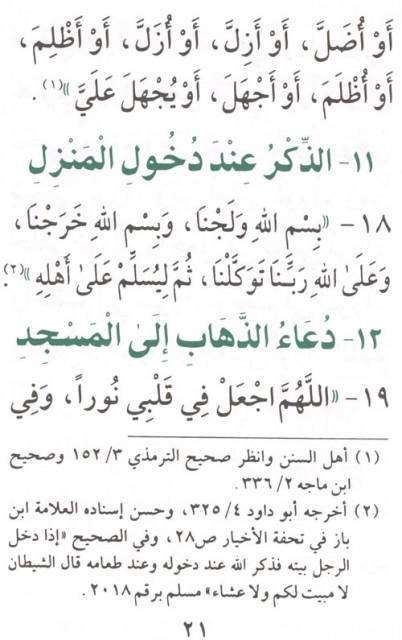 أَوْ أُضَلَّ، أَوْ أَزِلَّ، أَوْ أُزَلَّ، أَوْ أَظْلِمَ،
أَوْ أُظْلَمَ، أَوْ أَجْهَلَ، أَوْ يُجْهَلَ عَلَيَّ»(١).
١١- الذِّكْرُ عِنْدَ دُخُولِ الْمَنْزِلِ
١٨ - «بِسْمِ اللهِ وَلَجْنَا، وَبِسْمِ اللهِ خَرَجْنَا،
وَعَلَىٰ اللهِ رَبِّنَا تَوَكَّلْنَا، ثُمَّ لِيُسَلِّمْ عَلَىٰ أَهْلِهِ»(٢).
١٢- دُعَاءُ الذَّهَابِ إِلَىٰ الْمَسْجِدِ
١٩ - «اللَّهُمَّ اجْعَلْ فِي قَلْبِي نُوراً، وَفِي
(١) أهل السنن وانظر صحيح الترمذي ٣/ ١٥٢ وصحيح
ابن ماجه ٢/ ٣٣٦.
(٢) أخرجه أبو داود ٤/ ٣٢٥، وحسن إسناده العلامة ابن
باز في تحفة الأخيار ص٢٨، وفي الصحيح «إذا دخل
الرجل بيته فذكر الله عند دخوله وعند طعامه قال الشيطان
لا مبيت لكم ولا عشاء» مسلم برقم ٢٠١٨.
٢١